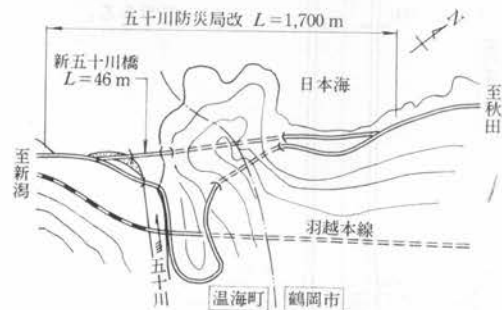 五十川防災局改 L=1,700 m
新五十川橋
L=46 m
日本海
至秋田
至新潟
羽越本線
五十川
温海町
鶴岡市
N